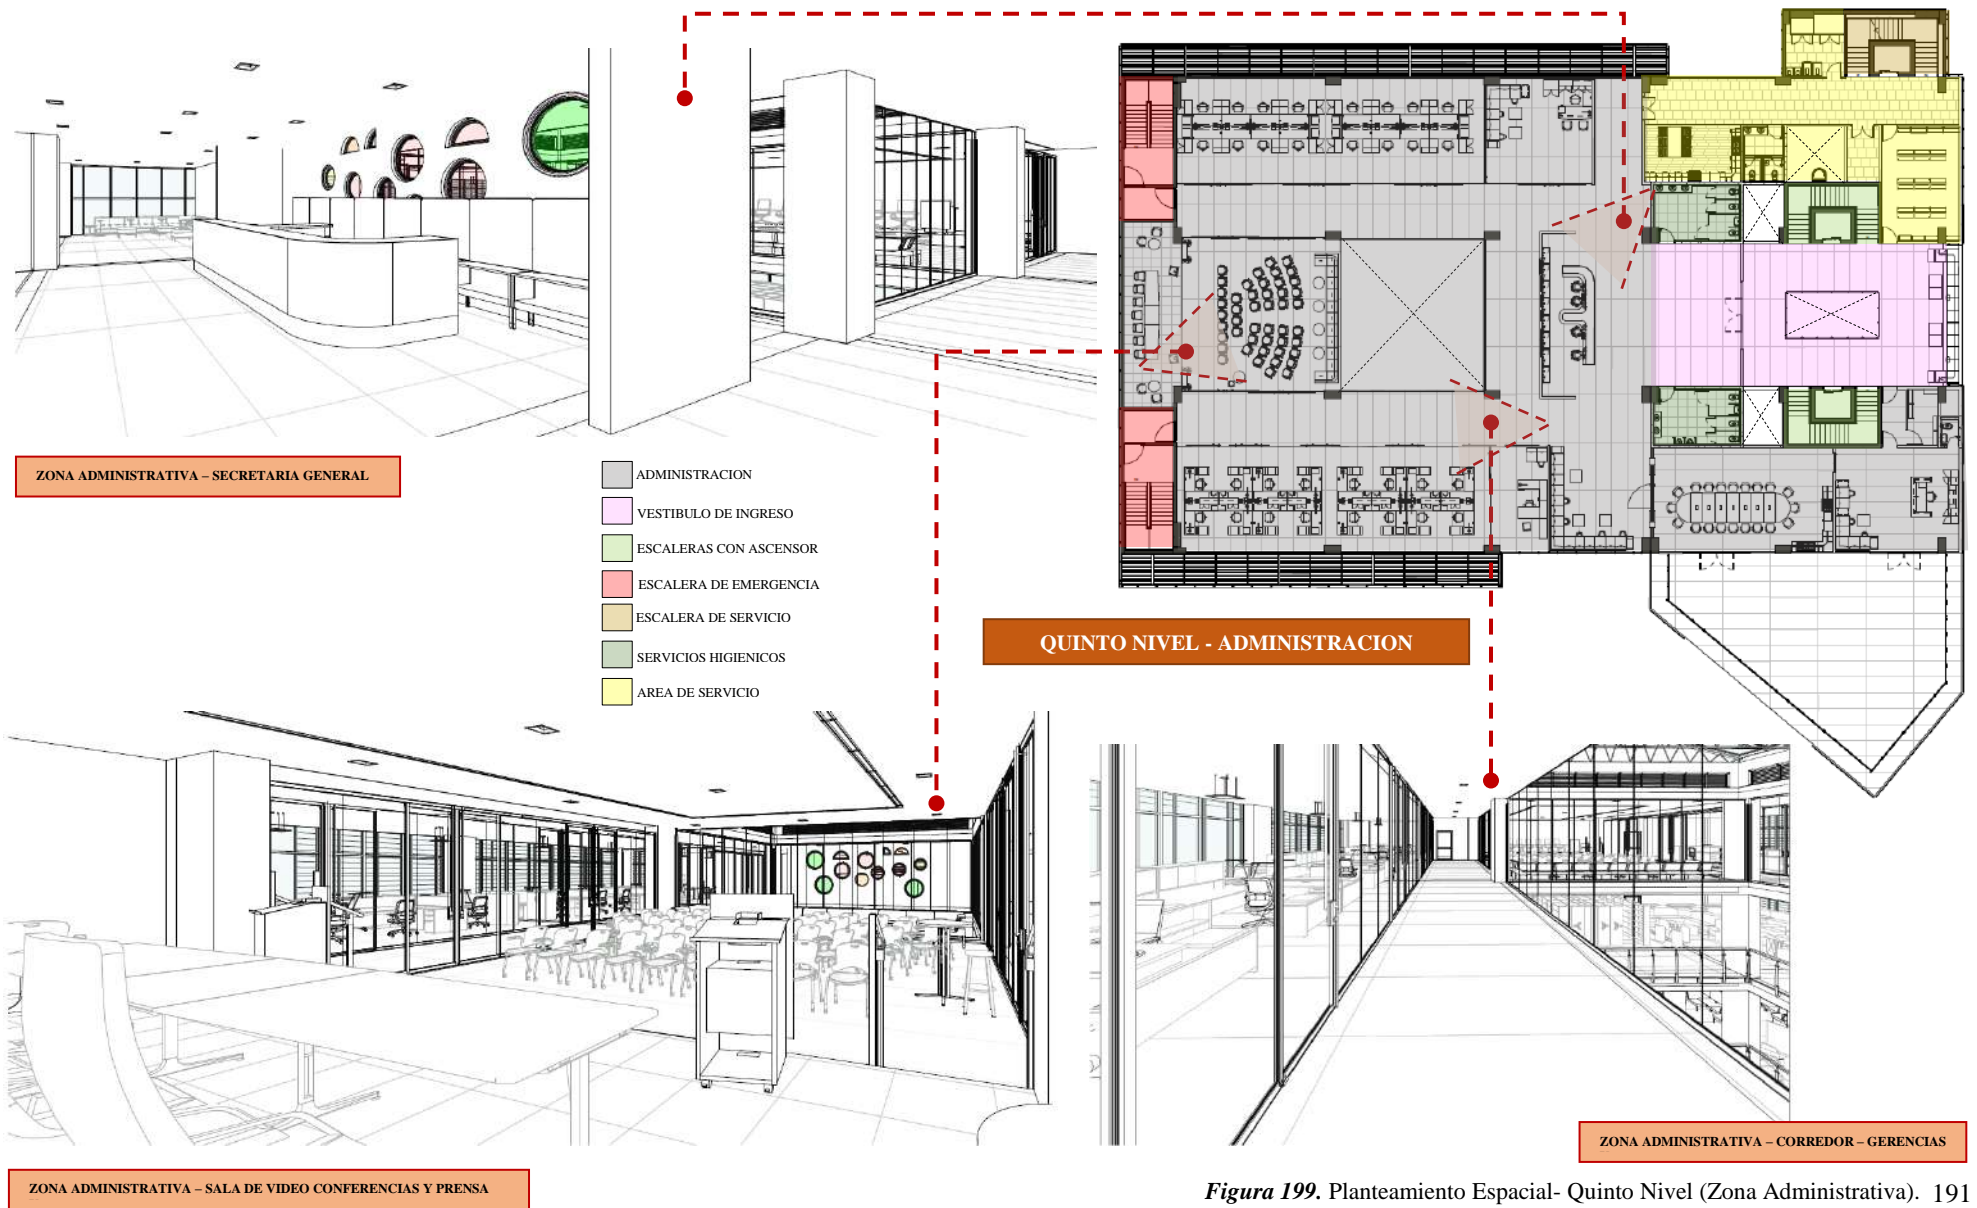 ZONA ADMINISTRATIVA – SECRETARIA GENERAL
ADMINISTRACION
VESTIBULO DE INGRESO
ESCALERAS CON ASCENSOR
ESCALERA DE EMERGENCIA
ESCALERA DE SERVICIO
SERVICIOS HIGIENICOS
AREA DE SERVICIO
QUINTO NIVEL - ADMINISTRACION
ZONA ADMINISTRATIVA – CORREDOR – GERENCIAS
ZONA ADMINISTRATIVA – SALA DE VIDEO CONFERENCIAS Y PRENSA
Figura 199. Planteamiento Espacial- Quinto Nivel (Zona Administrativa). 191